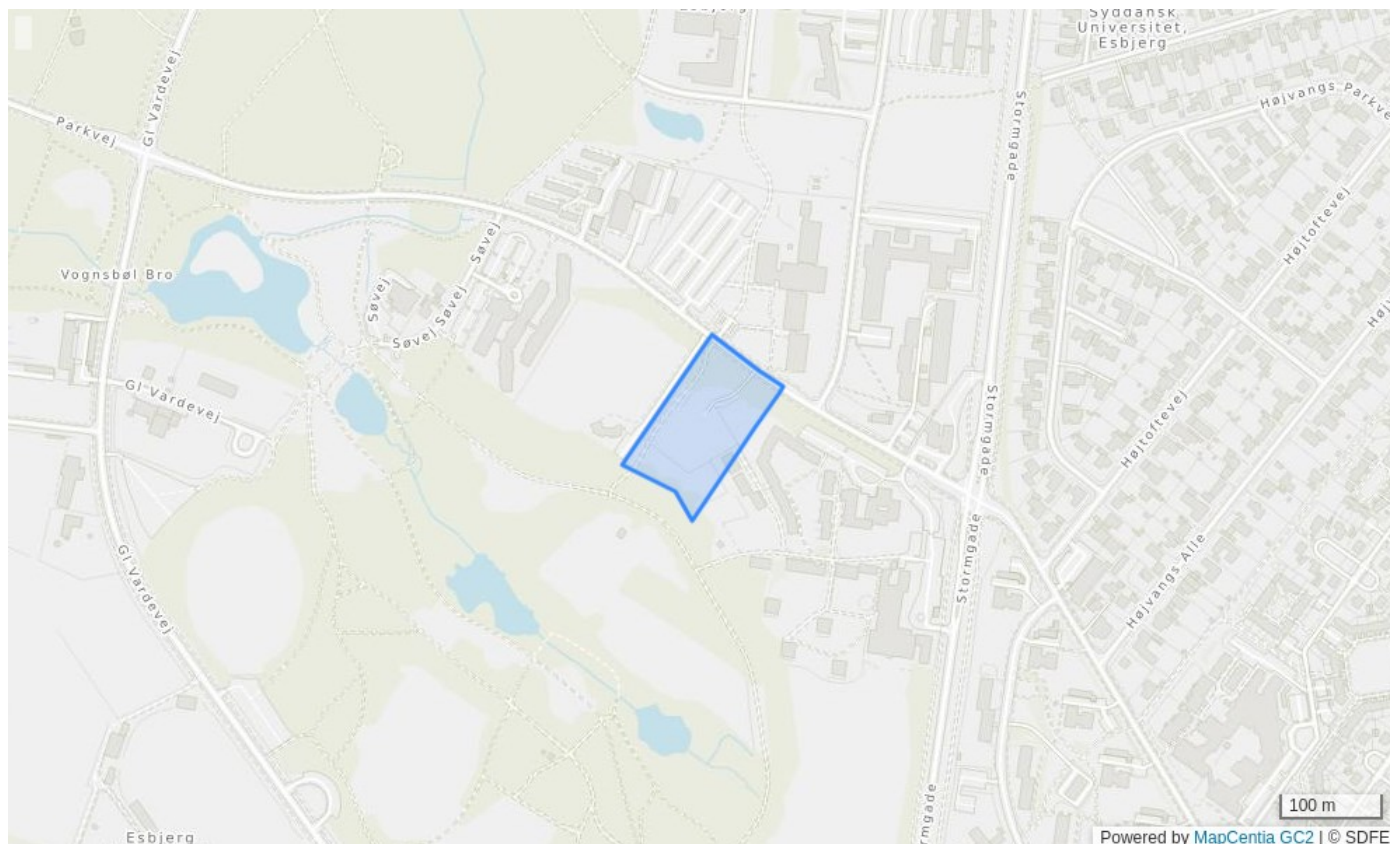 Syddansk
Universitet,
Esbjerg
Gl Vardevej
Parkvej
Stormgade
Højvangs Parkve
Vognsbøl Bro
Søvej
Søvej
Søvej Søvej
Højtoftevej
Gl Vardevej
Stormgade
Højtoftevej
Stormgade
Gl Vardevej
Højvangs Alle
Esbjerg
100 m
Powered by MapCentia GC2 | © SDFE